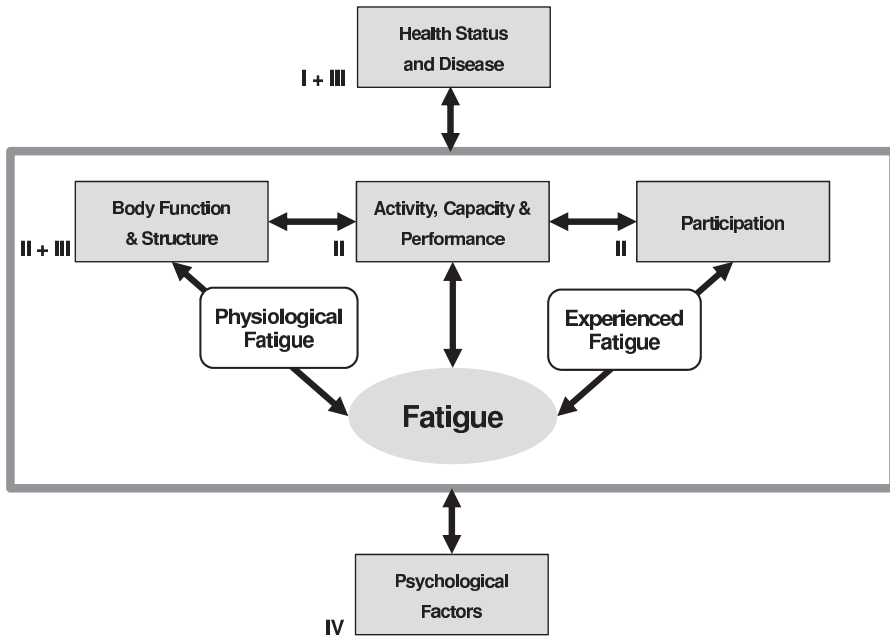 Health Status
and Disease
I + III
Body Function
& Structure
II + III
Activity, Capacity &
Performance
II
Participation
II
Physiological
Fatigue
Experienced
Fatigue
Fatigue
Psychological
Factors
IV